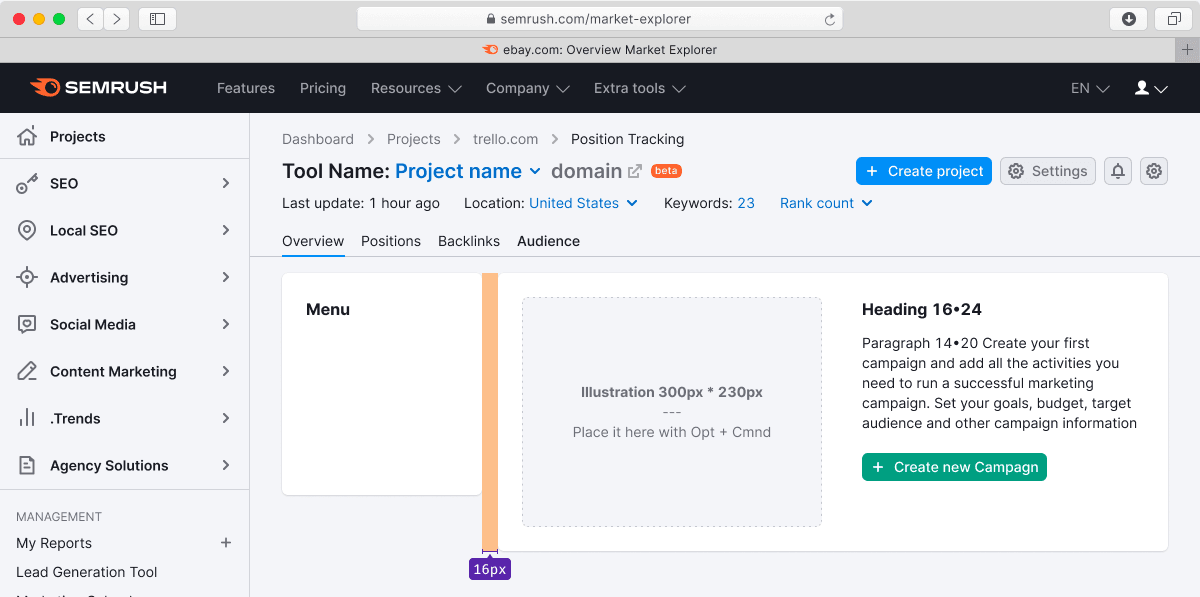 semrush.com/market-explorer
ebay.com: Overview Market Explorer
SEMRUSH Features Pricing Resources Company Extra tools EN
Projects
SEO
Local SEO
Advertising
Social Media
Content Marketing
.Trends
Agency Solutions
MANAGEMENT
My Reports
Lead Generation Tool
Dashboard Projects trello.com Position Tracking
Tool Name: Project name domain beta
Create project Settings
Last update: 1 hour ago Location: United States Keywords: 23 Rank count
Overview Positions Backlinks Audience
Menu
Illustration 300px * 230px
---
Place it here with Opt + Cmnd
Heading 16•24
Paragraph 14•20 Create your first
campaign and add all the activities you
need to run a successful marketing
campaign. Set your goals, budget, target
audience and other campaign information
+ Create new Campagn
16px